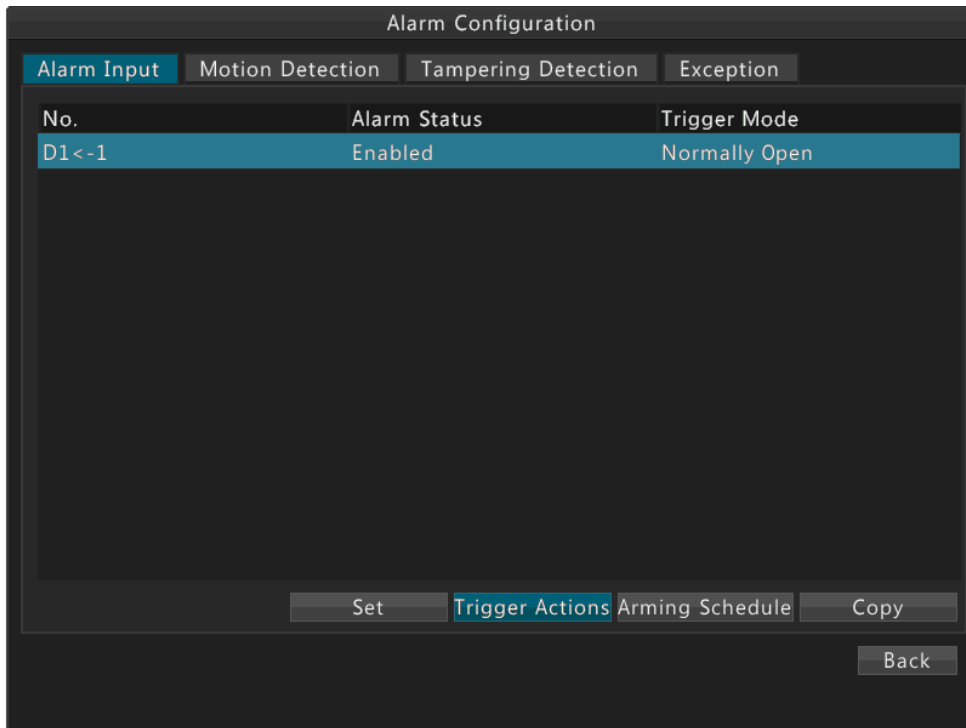 Alarm Configuration
Alarm Input Motion Detection Tampering Detection Exception
No. Alarm Status Trigger Mode
D1<-1 Enabled Normally Open
Set Trigger Actions Arming Schedule Copy
Back